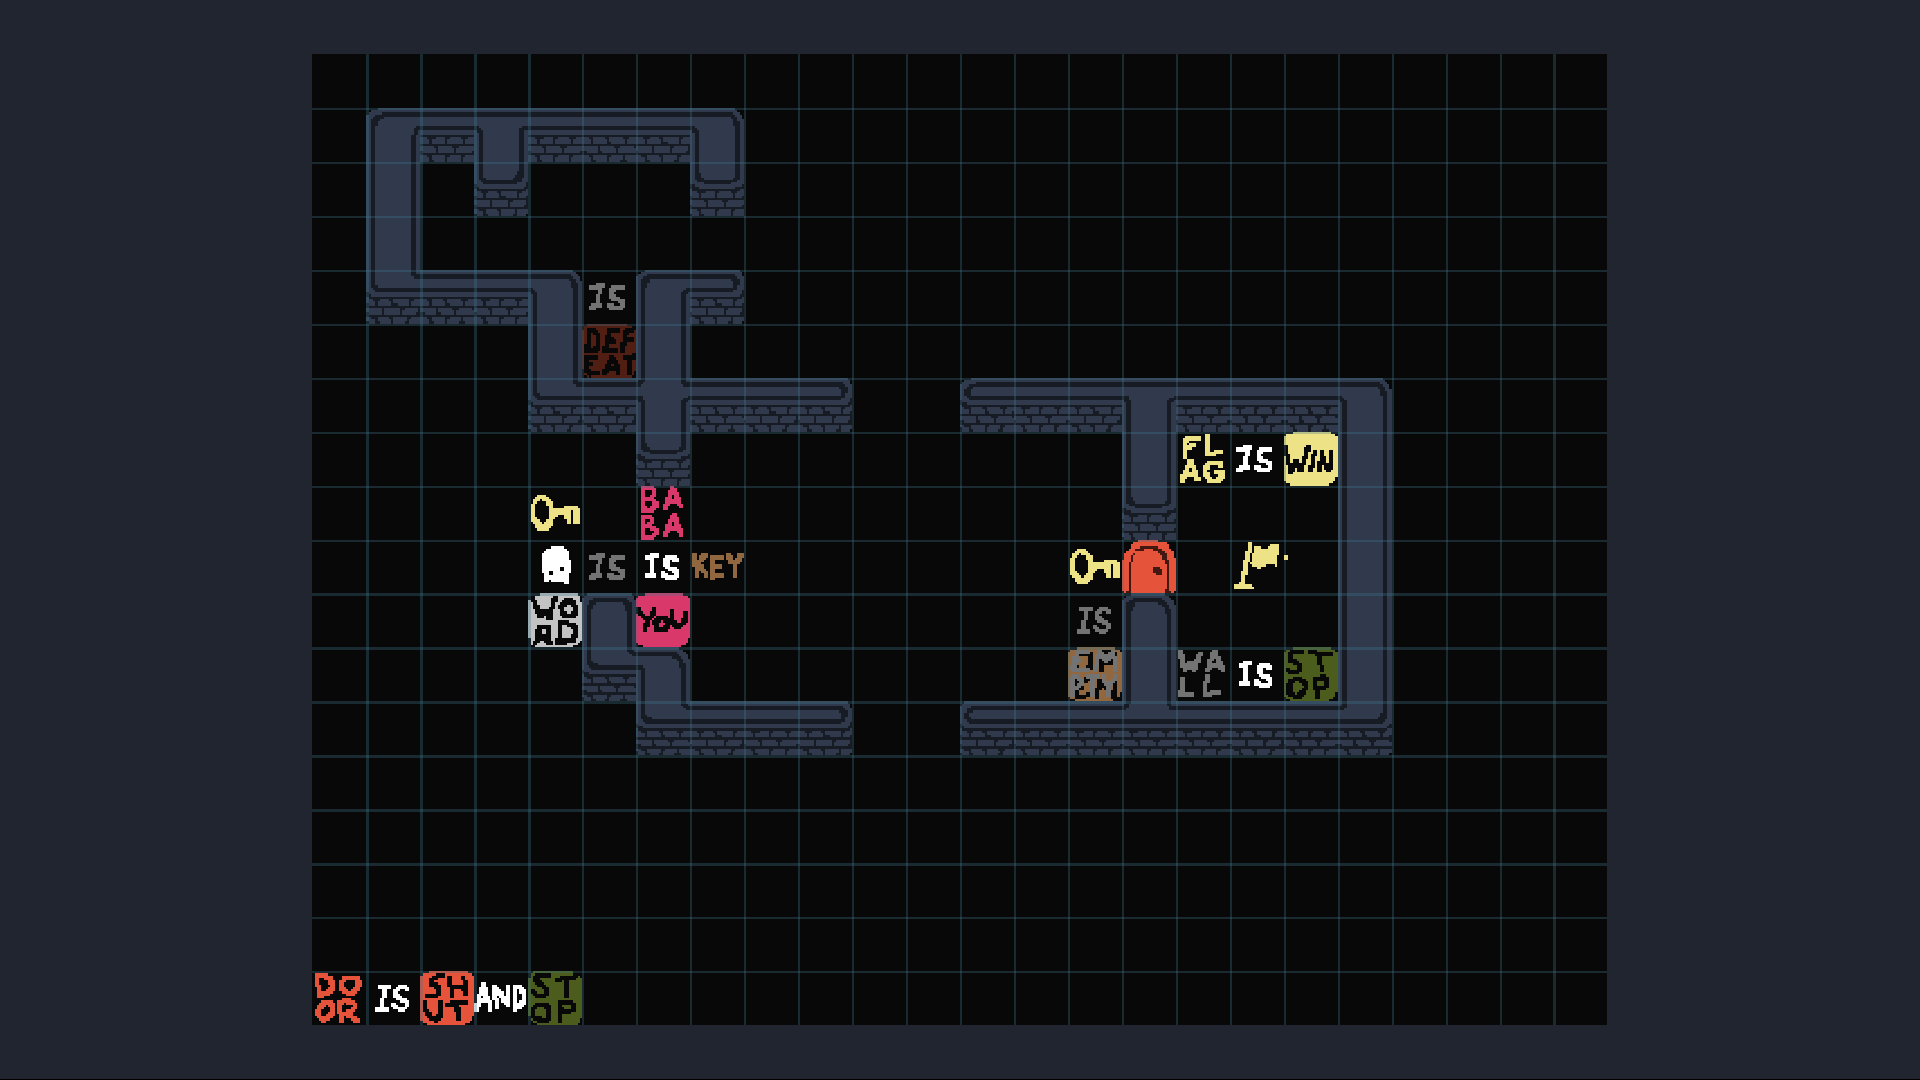 IS
DEFEAT
FLAG IS WIN
BABA
IS IS KEY
WORD YOU IS
WALL IS STOP
DOOR IS SHUT AND STOP